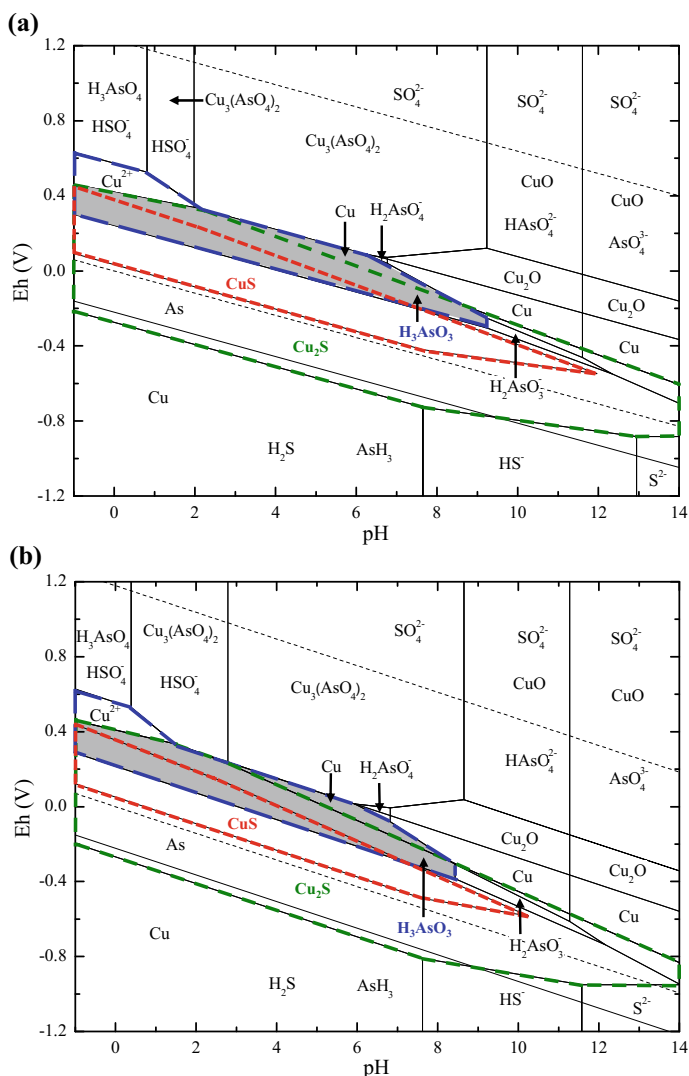 (a)
1.2
H₃AsO₄
Cu₃(AsO₄)₂
SO₄²⁻
SO₄²⁻
SO₄²⁻
HSO₄⁻
HSO₄⁻
0.8
Cu₃(AsO₄)₂
Cu²⁺
CuO
CuO
0.4
Cu
H₂AsO₄⁻
HAsO₄²⁻
AsO₄³⁻
Eh (V)
0.0
CuS
Cu₂O
Cu₂O
As
Cu
H₃AsO₃
Cu
-0.4
Cu₂S
H₂AsO₃⁻
Cu
-0.8
H₂S
AsH₃
HS⁻
S²⁻
-1.2
0 2 4 6 8 10 12 14
pH
(b)
1.2
H₃AsO₄
Cu₃(AsO₄)₂
SO₄²⁻
SO₄²⁻
SO₄²⁻
HSO₄⁻
HSO₄⁻
0.8
Cu₃(AsO₄)₂
CuO
CuO
Cu²⁺
0.4
Cu
H₂AsO₄⁻
HAsO₄²⁻
AsO₄³⁻
Eh (V)
0.0
CuS
Cu₂O
Cu₂O
As
Cu
-0.4
Cu₂S
H₃AsO₃
Cu
Cu
H₂AsO₃⁻
-0.8
H₂S
AsH₃
HS⁻
S²⁻
-1.2
0 2 4 6 8 10 12 14
pH